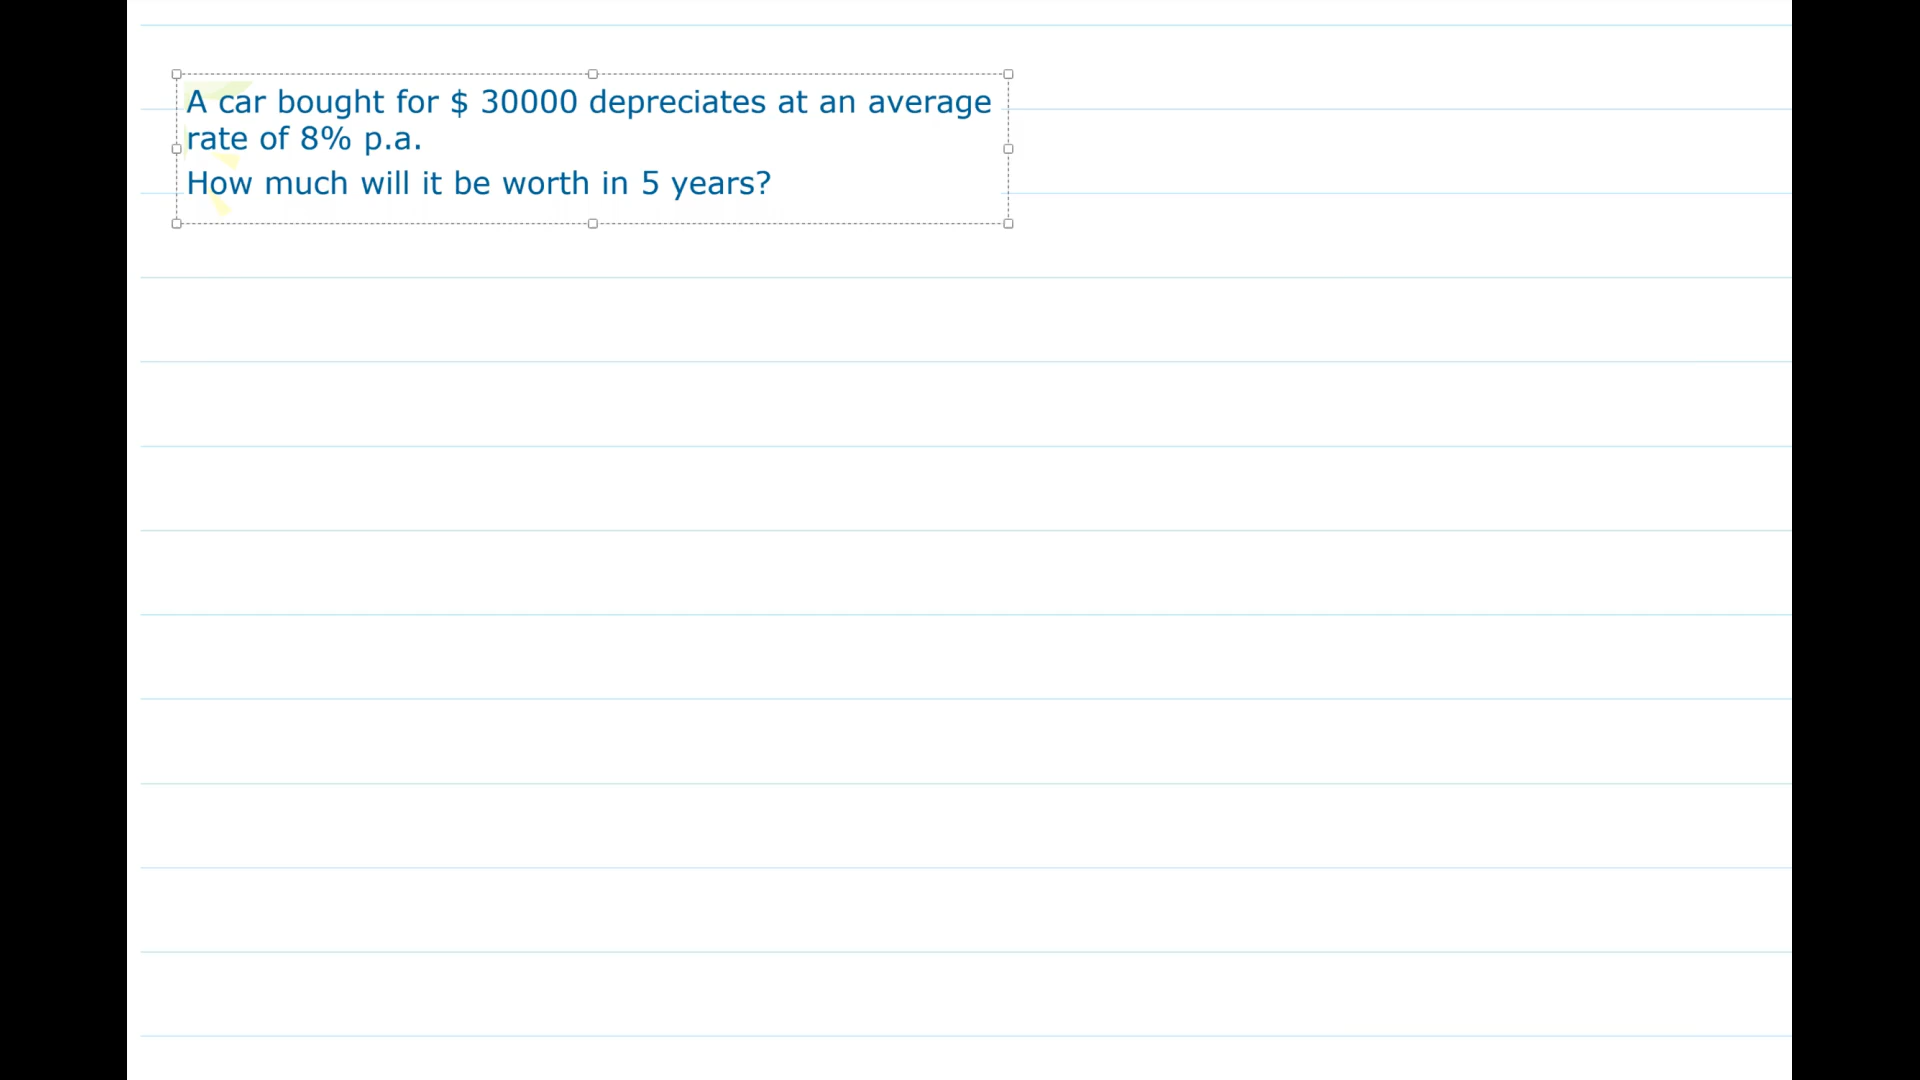 A car bought for $ 30000 depreciates at an average
rate of 8% p.a.
How much will it be worth in 5 years?